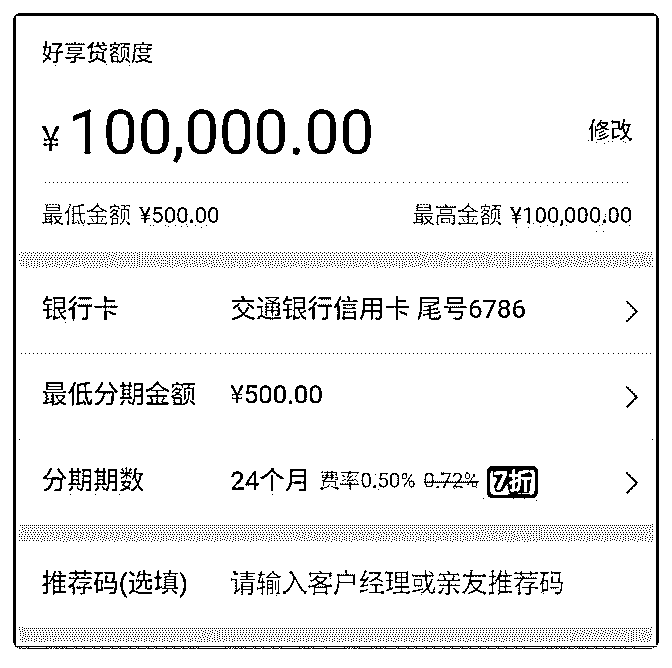 好享贷额度
¥100,000.00 修改
最低金额 ¥500.00 最高金额 ¥100,000.00
银行卡 交通银行信用卡 尾号6786
最低分期金额 ¥500.00
分期期数 24个月 费率0.50% 0.72% 7折
推荐码(选填) 请输入客户经理或亲友推荐码